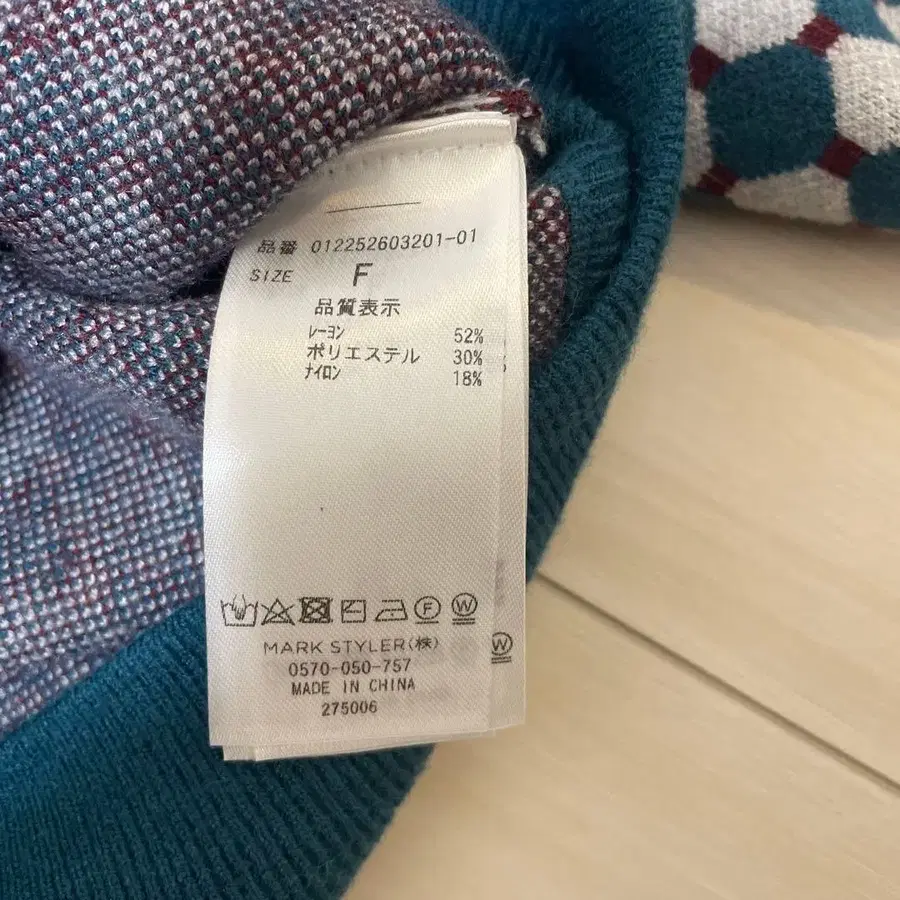 品番 012252603201-01
SIZE F
品質表示
レーヨン 52%
ポリエステル 30%
ナイロン 18%
F W
MARK STYLER(株)
0570-050-757
MADE IN CHINA
275006
W